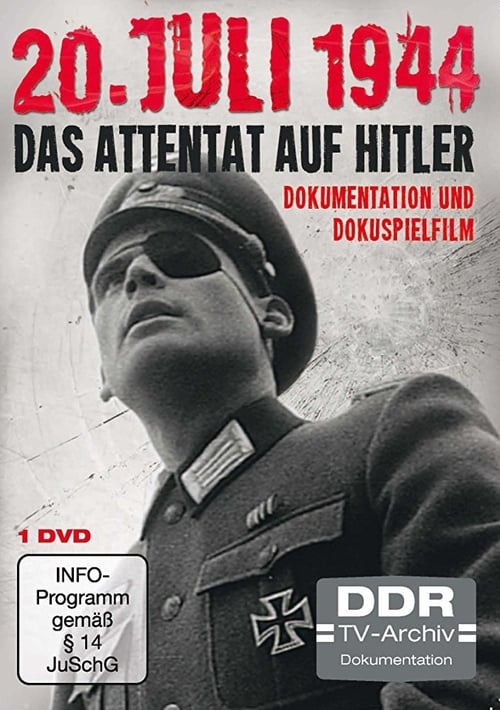 20. JULI 1944
DAS ATTENTAT AUF HITLER
DOKUMENTATION UND
DOKUSPIELFILM
1 DVD
INFO-
Programm
gemäß
§ 14
JuSchG
DDR
TV-Archiv
Dokumentation